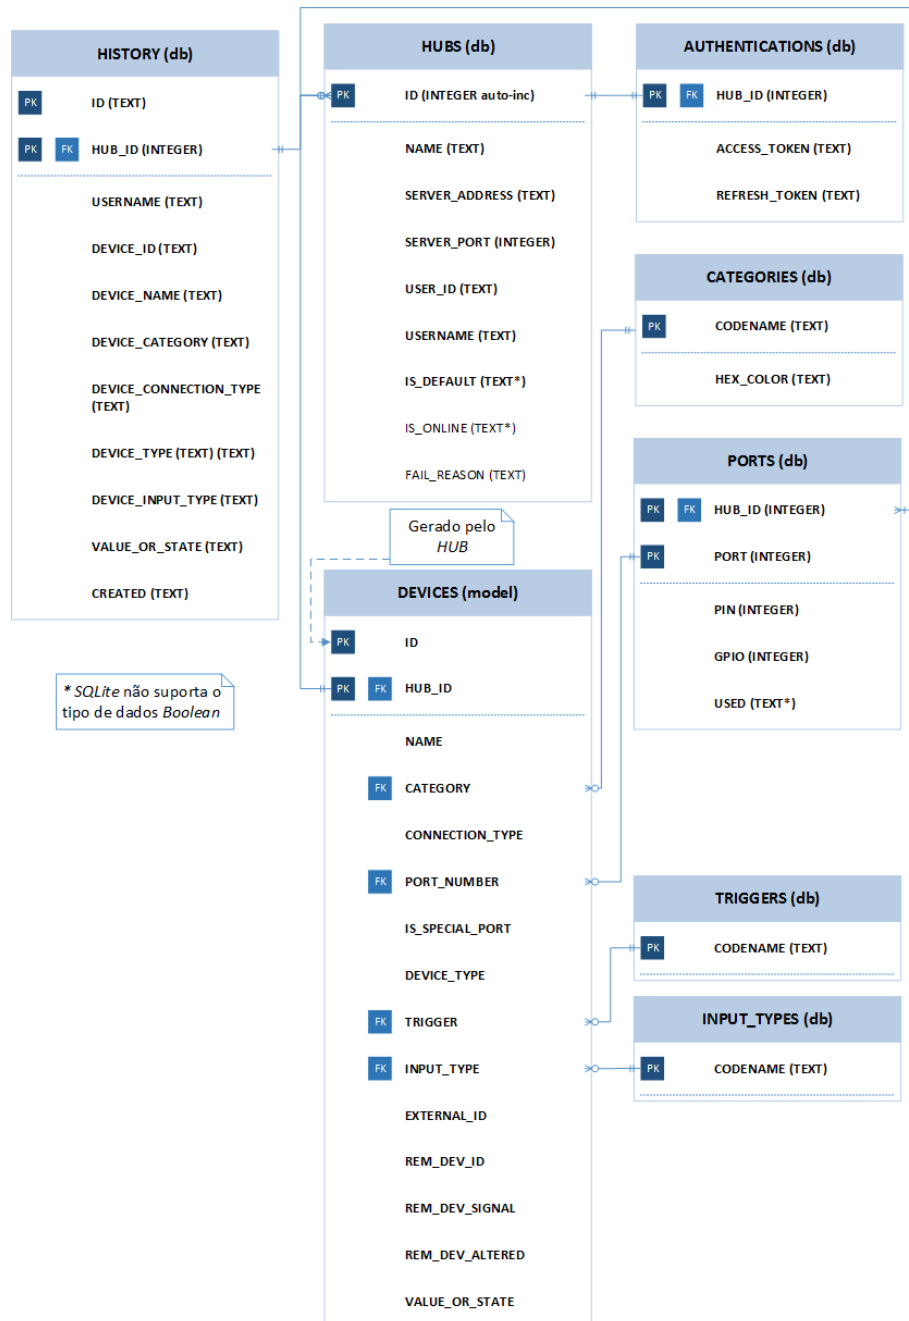 HISTORY (db)
PK
ID (TEXT)
PK FK HUB_ID (INTEGER)
USERNAME (TEXT)
DEVICE_ID (TEXT)
DEVICE_NAME (TEXT)
DEVICE_CATEGORY (TEXT)
DEVICE_CONNECTION_TYPE
(TEXT)
DEVICE_TYPE (TEXT) (TEXT)
DEVICE_INPUT_TYPE (TEXT)
VALUE_OR_STATE (TEXT)
CREATED (TEXT)
* SQLite não suporta o
tipo de dados Boolean
HUBS (db)
PK ID (INTEGER auto-inc)
NAME (TEXT)
SERVER_ADDRESS (TEXT)
SERVER_PORT (INTEGER)
USER_ID (TEXT)
USERNAME (TEXT)
IS_DEFAULT (TEXT*)
IS_ONLINE (TEXT*)
FAIL_REASON (TEXT)
Gerado pelo
HUB
DEVICES (model)
PK ID
PK FK HUB_ID
NAME
FK CATEGORY
CONNECTION_TYPE
FK PORT_NUMBER
IS_SPECIAL_PORT
DEVICE_TYPE
FK TRIGGER
FK INPUT_TYPE
EXTERNAL_ID
REM_DEV_ID
REM_DEV_SIGNAL
REM_DEV_ALTERED
VALUE_OR_STATE
AUTHENTICATIONS (db)
PK FK HUB_ID (INTEGER)
ACCESS_TOKEN (TEXT)
REFRESH_TOKEN (TEXT)
CATEGORIES (db)
PK CODENAME (TEXT)
HEX_COLOR (TEXT)
PORTS (db)
PK FK HUB_ID (INTEGER)
PK PORT (INTEGER)
PIN (INTEGER)
GPIO (INTEGER)
USED (TEXT*)
TRIGGERS (db)
PK CODENAME (TEXT)
INPUT_TYPES (db)
PK CODENAME (TEXT)